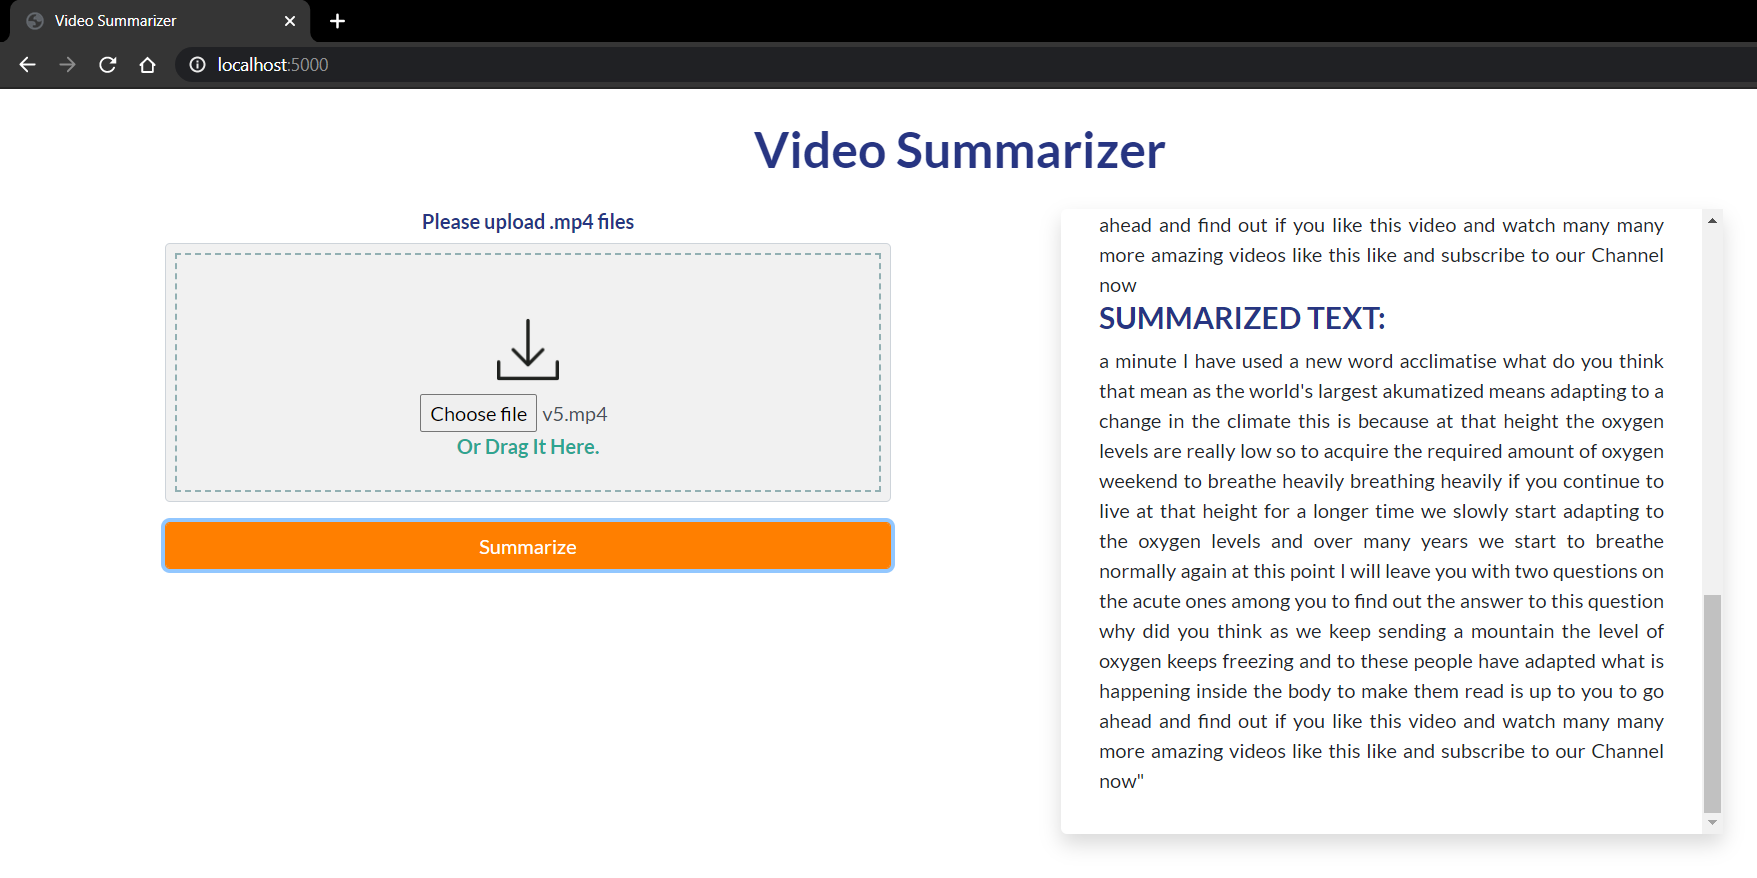 Video Summarizer
localhost:5000
Video Summarizer
Please upload .mp4 files
Choose file v5.mp4
Or Drag It Here.
Summarize
ahead and find out if you like this video and watch many many
more amazing videos like this like and subscribe to our Channel
now
SUMMARIZED TEXT:
a minute I have used a new word acclimatise what do you think
that mean as the world's largest akumatized means adapting to a
change in the climate this is because at that height the oxygen
levels are really low so to acquire the required amount of oxygen
weekend to breathe heavily breathing heavily if you continue to
live at that height for a longer time we slowly start adapting to
the oxygen levels and over many years we start to breathe
normally again at this point I will leave you with two questions on
the acute ones among you to find out the answer to this question
why did you think as we keep sending a mountain the level of
oxygen keeps freezing and to these people have adapted what is
happening inside the body to make them read is up to you to go
ahead and find out if you like this video and watch many many
more amazing videos like this like and subscribe to our Channel
now"